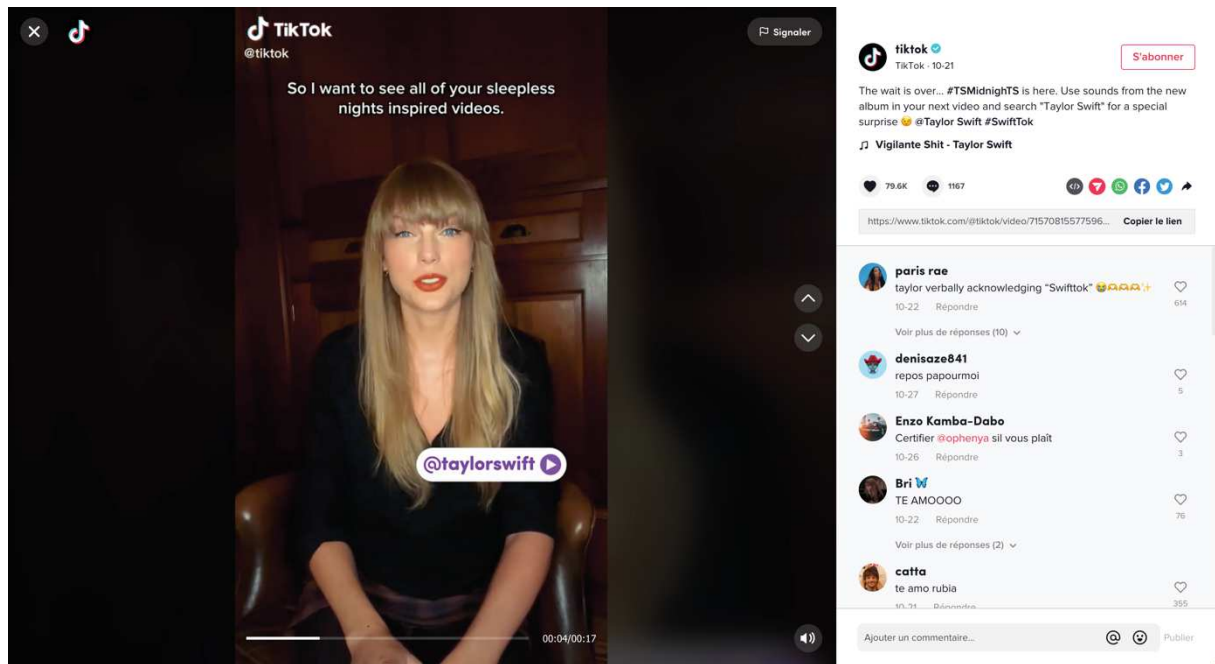 TikTok
@tiktok
Signaler
So I want to see all of your sleepless
nights inspired videos.
@taylorswift
00:04/00:17
tiktok
TikTok · 10-21
S'abonner
The wait is over... #TSMidnighTS is here. Use sounds from the new
album in your next video and search "Taylor Swift" for a special
surprise 😉 @Taylor Swift #SwiftTok
Vigilante Shit - Taylor Swift
79.6K 1167
https://www.tiktok.com/@tiktok/video/71570815577596... Copier le lien
paris rae
taylor verbally acknowledging “Swifttok” 😭🫶🫶🫶✨
10-22 Répondre
614
Voir plus de réponses (10)
denisaze841
repos papourmoi
10-27 Répondre
5
Enzo Kamba-Dabo
Certifier @ophenya sil vous plaît
10-26 Répondre
3
Bri 🦋
TE AMOOOO
10-22 Répondre
76
Voir plus de réponses (2)
catta
te amo rubia
10-21 Répondre
355
Ajouter un commentaire...
Publier